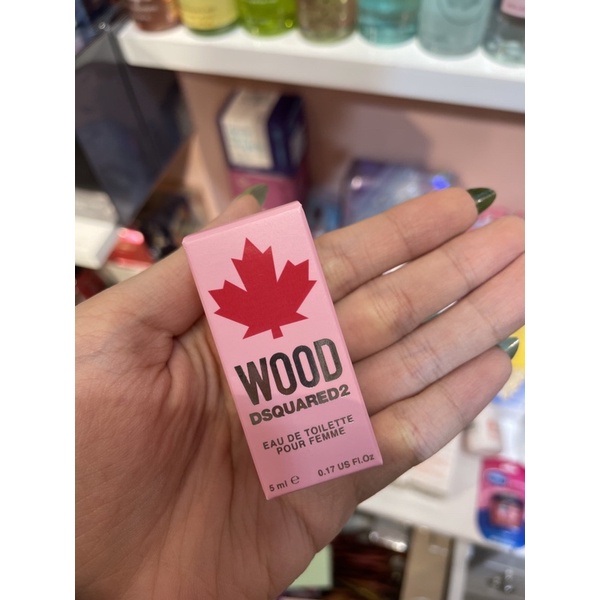 WOOD
DSQUARED2
EAU DE TOILETTE
POUR FEMME
5 ml ℮ 0.17 US Fl.Oz